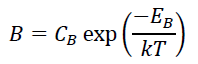 B = C_B exp(−E_B / kT)